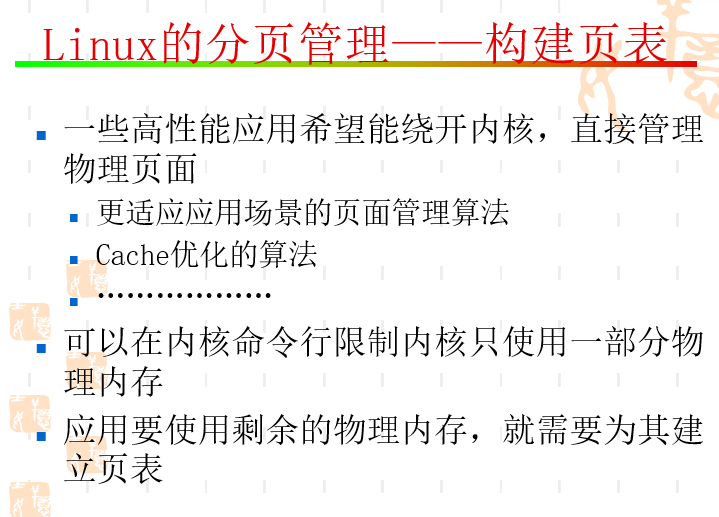 Linux的分页管理——构建页表
一些高性能应用希望能绕开内核，直接管理
物理页面
更适应应用场景的页面管理算法
Cache优化的算法
………………
可以在内核命令行限制内核只使用一部分物
理内存
应用要使用剩余的物理内存，就需要为其建
立页表